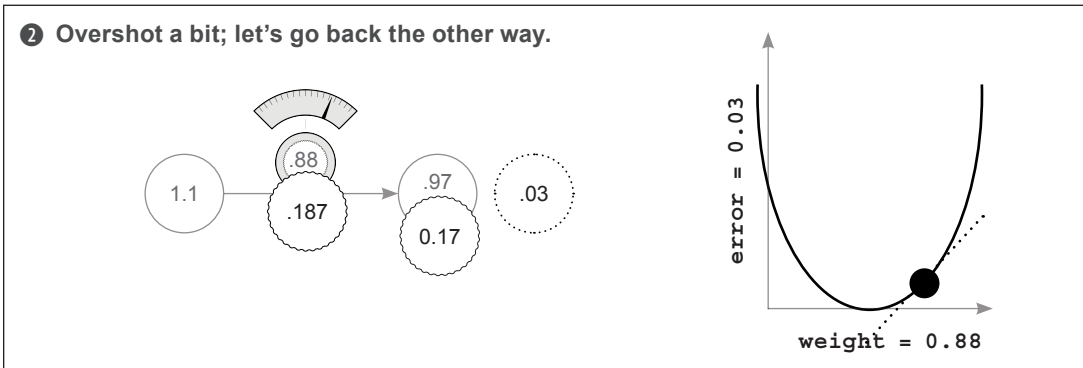 ❷ Overshot a bit; let's go back the other way.
.88
1.1
.97
.03
.187
0.17
error = 0.03
weight = 0.88